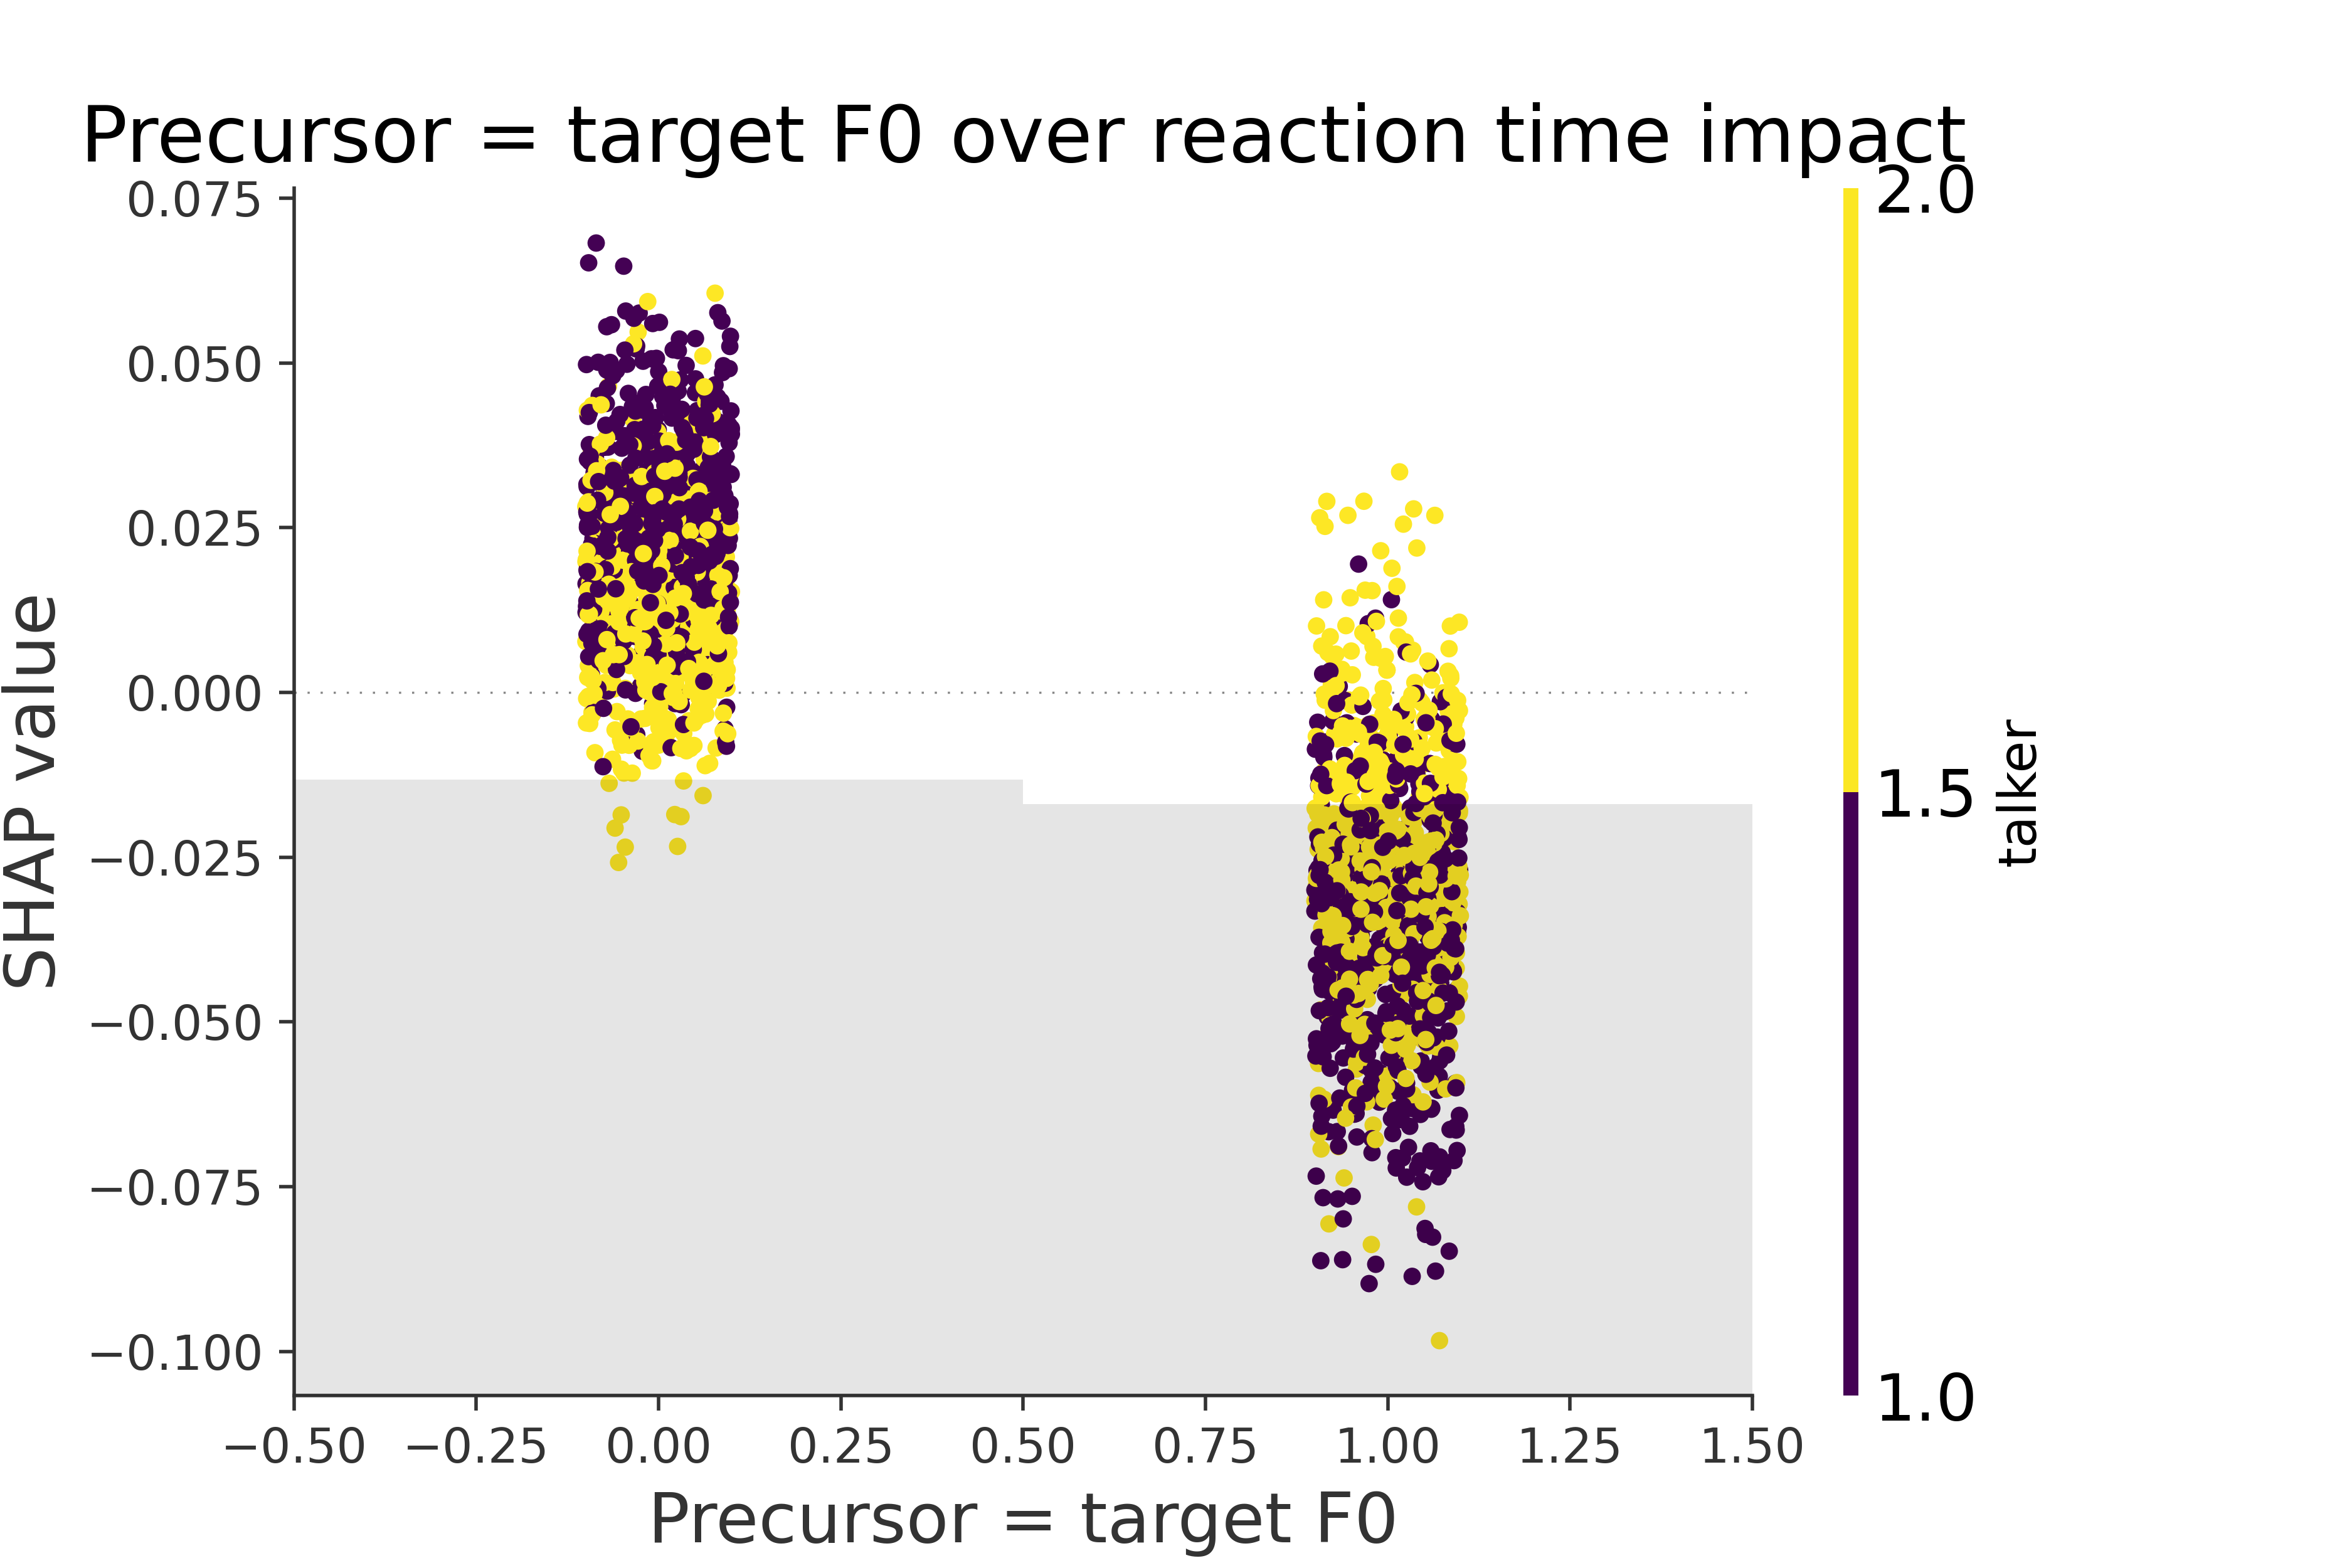 Precursor = target F0 over reaction time impact
0.075
0.050
0.025
0.000
−0.025
−0.050
−0.075
−0.100
SHAP value
−0.50 −0.25 0.00 0.25 0.50 0.75 1.00 1.25 1.50
Precursor = target F0
2.0
1.5
1.0
talker